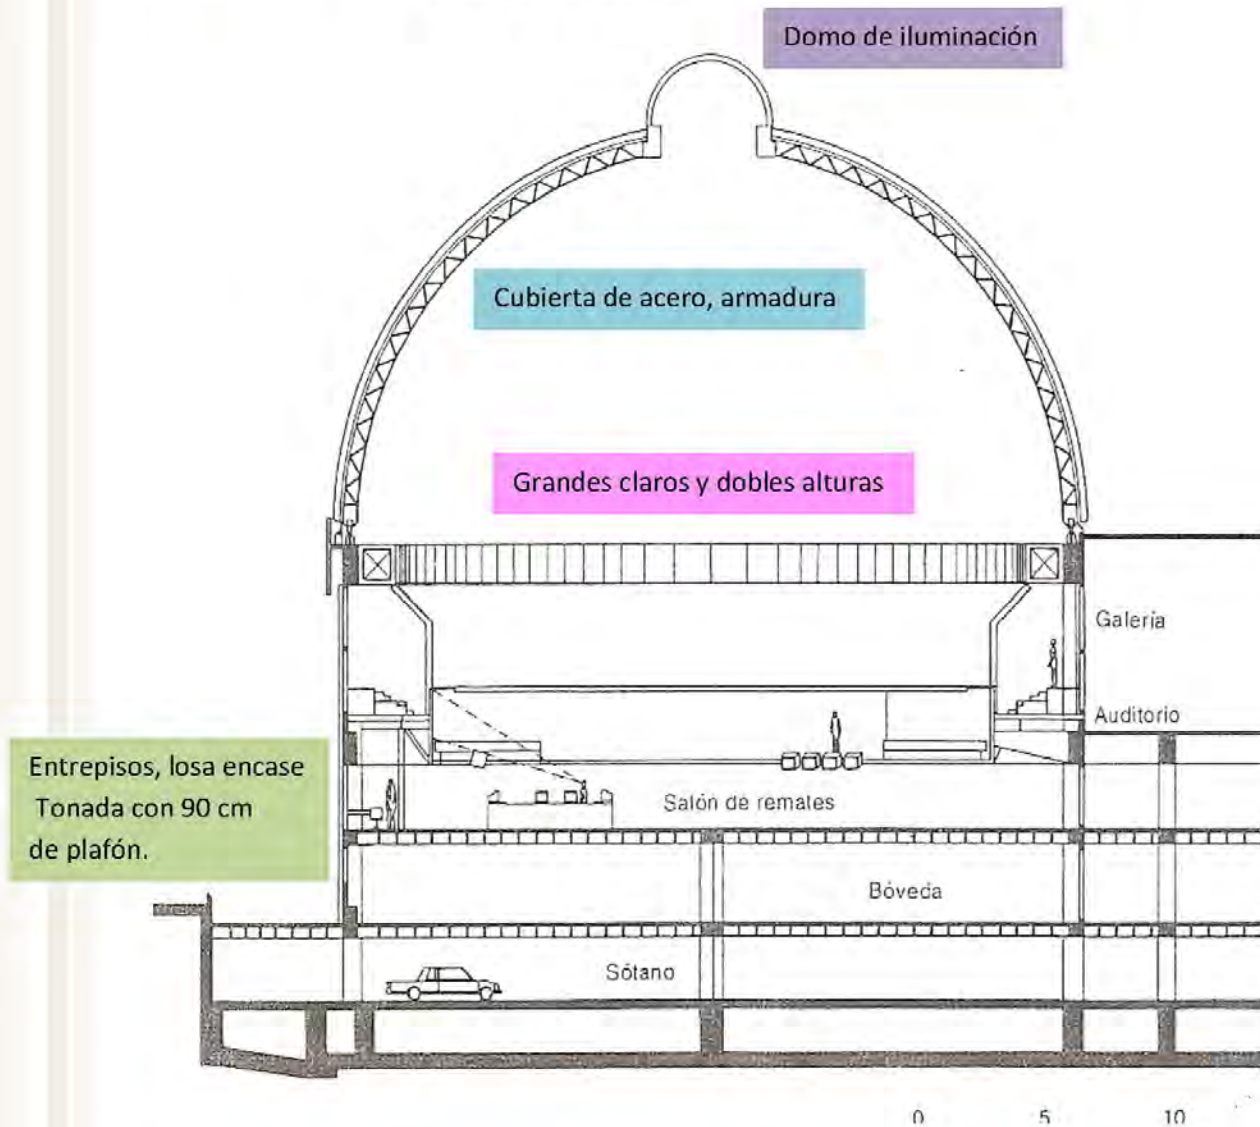 Domo de iluminación
Cubierta de acero, armadura
Grandes claros y dobles alturas
Galería
Auditorio
Entrepisos, losa encase
Tonada con 90 cm
de plafón.
Salón de remates
Bóveda
Sótano
0 5 10